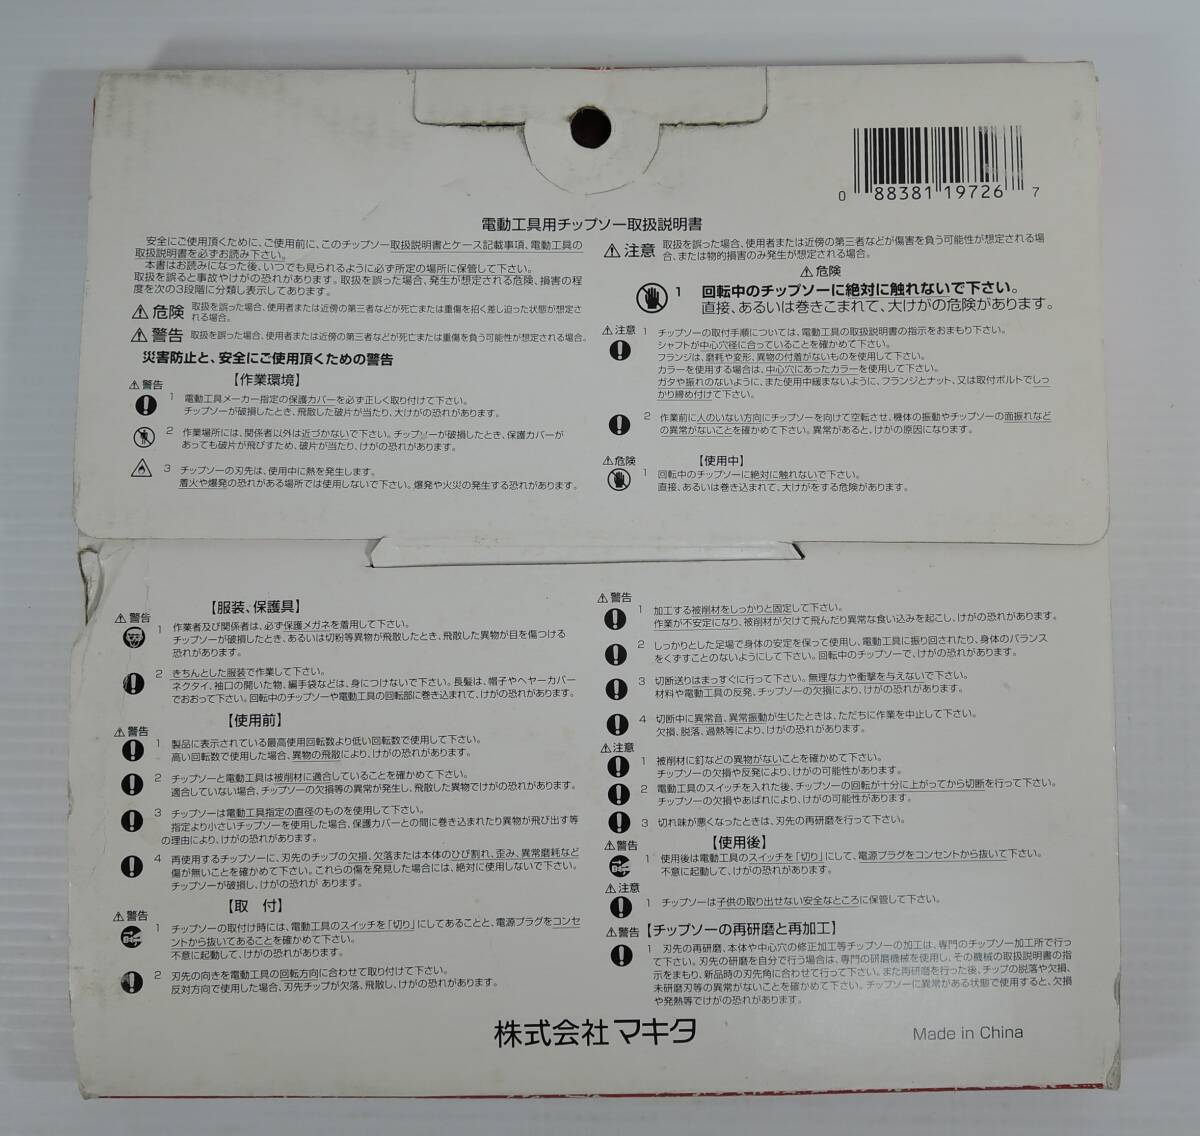 0 88381 19726 7
電動工具用チップソー取扱説明書
安全にご使用頂くために、ご使用前に、このチップソー取扱説明書とケース記載事項、電動工具の
取扱説明書を必ずお読み下さい。
本書はお読みになった後、いつでも見られるように必ず所定の場所に保管して下さい。
取扱を誤ると事故やけがの恐れがあります。取扱を誤った場合、発生が想定される危険、損害の程
度を次の3段階に分類し表示してあります。
⚠危険 取扱を誤った場合、使用者または近傍の第三者などが死亡または重傷を招く差し迫った状態が想定さ
れる場合。
⚠警告 取扱を誤った場合、使用者または近傍の第三者などが死亡または重傷を負う可能性が想定される場合。
災害防止と、安全にご使用頂くための警告
【作業環境】
⚠警告
1 電動工具メーカー指定の保護カバーを必ず正しく取り付けて下さい。
チップソーが破損したとき、飛散した破片が当たり、大けがの恐れがあります。
2 作業場所には、関係者以外は近づかないで下さい。チップソーが破損したとき、保護カバーが
あっても破片が飛びすため、破片が当たり、けがの恐れがあります。
3 チップソーの刃先は、使用中に熱を発生します。
着火や爆発の恐れがある場所では使用しないで下さい。爆発や火災の発生する恐れがあります。
⚠注意 取扱を誤った場合、使用者または近傍の第三者などが傷害を負う可能性が想定される場
合、または物的損害のみ発生が想定される場合。
⚠危険
1 回転中のチップソーに絶対に触れないで下さい。
直接、あるいは巻きこまれて、大けがの危険があります。
⚠注意
1 チップソーの取付手順については、電動工具の取扱説明書の指示をおまもり下さい。
シャフトが中心穴径に合っていることを確かめて下さい。
フランジは、磨耗や変形、異物の付着がないものを使用して下さい。
カラーを使用する場合は、中心穴にあったカラーを使用して下さい。
ガタや振れのないように、また使用中緩まないように、フランジとナット、又は取付ボルトでしっ
かり締め付けて下さい。
2 作業前に人のいない方向にチップソーを向けて空転させ、機体の振動やチップソーの面振れなど
の異常がないことを確かめて下さい。異常があると、けがの原因になります。
⚠危険 【使用中】
1 回転中のチップソーに絶対に触れないで下さい。
直接、あるいは巻き込まれて、大けがをする危険があります。
【服装、保護具】
⚠警告
1 作業者及び関係者は、必ず保護メガネを着用して下さい。
チップソーが破損したとき、あるいは切粉等異物が飛散したとき、飛散した異物が目を傷つける
恐れがあります。
2 きちんとした服装で作業して下さい。
ネクタイ、袖口の開いた物、編手袋などは、身につけないで下さい。長髪は、帽子やヘヤーカバー
でおおって下さい。回転中のチップソーや電動工具の回転部に巻き込まれて、けがの恐れがあります。
【使用前】
⚠警告
1 製品に表示されている最高使用回転数より低い回転数で使用して下さい。
高い回転数で使用した場合、異物の飛散により、けがの恐れがあります。
2 チップソーと電動工具は被削材に適合していることを確かめて下さい。
適合していない場合、チップソーの欠損等の異常が発生し、飛散した異物でけがの恐れがあります。
3 チップソーは電動工具指定の直径のものを使用して下さい。
指定より小さいチップソーを使用した場合、保護カバーとの間に巻き込まれたり異物が飛び出す等
の理由により、けがの恐れがあります。
4 再使用するチップソーに、刃先のチップの欠損、欠落または本体のひび割れ、歪み、異常磨耗など
傷が無いことを確かめて下さい。これらの傷を発見した場合には、絶対に使用しないで下さい。
チップソーが破損し、けがの恐れが あります。
【取 付】
⚠警告
1 チップソーの取付け時には、電動工具のスイッチを「切り」にしてあることと、電源プラグをコンセ
ントから抜いてあることを確かめて下さい。
不意に起動して、けがの恐れがあります。
2 刃先の向きを電動工具の回転方向に合わせて取り付けて下さい。
反対方向で使用した場合、刃先チップが欠落、飛散し、けがの恐れがあります。
⚠警告
1 加工する被削材をしっかりと固定して下さい。
作業が不安定になり、被削材が欠けて飛んだり異常な食い込みを起こし、けがの恐れがあります。
2 しっかりとした足場で身体の安定を保って使用し、電動工具に振り回されたり、身体のバランス
をくずすことのないようにして下さい。回転中のチップソーで、けがの恐れがあります。
3 切断送りはまっすぐに行って下さい。無理な力や衝撃を与えないで下さい。
材料や電動工具の反発、チップソーの欠損により、けがの恐れがあります。
4 切断中に異常音、異常振動が生じたときは、ただちに作業を中止して下さい。
欠損、脱落、過熱等により、けがの恐れがあります。
⚠注意
1 被削材に釘などの異物がないことを確かめて下さい。
チップソーの欠損や反発により、けがの可能性があります。
2 電動工具のスイッチを入れた後、チップソーの回転が十分に上がってから切断を行って下さい。
チップソーの欠損やあばれにより、けがの可能性があります。
3 切れ味が悪くなったときは、刃先の再研磨を行って下さい。
【使用後】
⚠警告
1 使用後は電動工具のスイッチを「切り」にして、電源プラグをコンセントから抜いて下さい。
不意に起動して、けがの恐れがあります。
⚠注意
1 チップソーは子供の取り出せない安全なところに保管して下さい。
⚠警告 【チップソーの再研磨と再加工】
1 刃先の再研磨、本体や中心穴の修正加工等チップソーの加工は、専門のチップソー加工所で行っ
て下さい。刃先の研磨を自分で行う場合は、専門の研磨機械を使用し、その機械の取扱説明書の指
示をまもり、新品時の刃先角に合わせて行って下さい。また再研磨を行った後、チップの脱落や欠損、
未研磨刃等の異常がないことを確かめて下さい。チップソーに異常がある状態で使用すると、欠損
や発熱等でけがの恐れがあります。
株式会社マキタ
Made in China